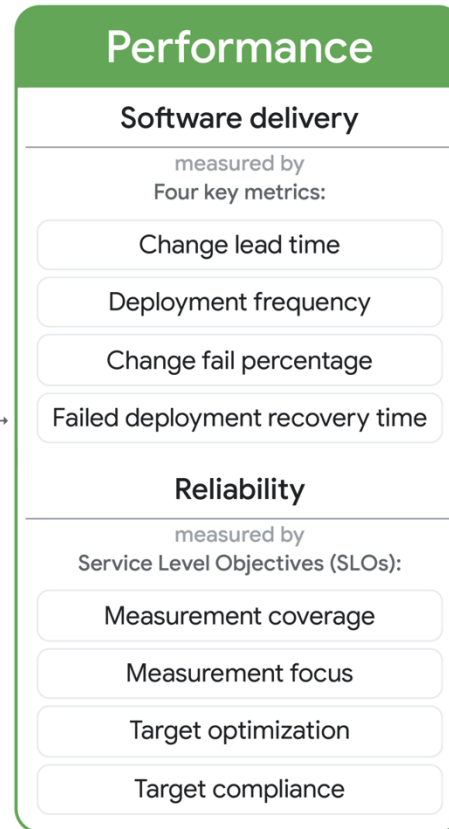 Performance
Software delivery
measured by
Four key metrics:
Change lead time
Deployment frequency
Change fail percentage
Failed deployment recovery time
Reliability
measured by
Service Level Objectives (SLOs):
Measurement coverage
Measurement focus
Target optimization
Target compliance